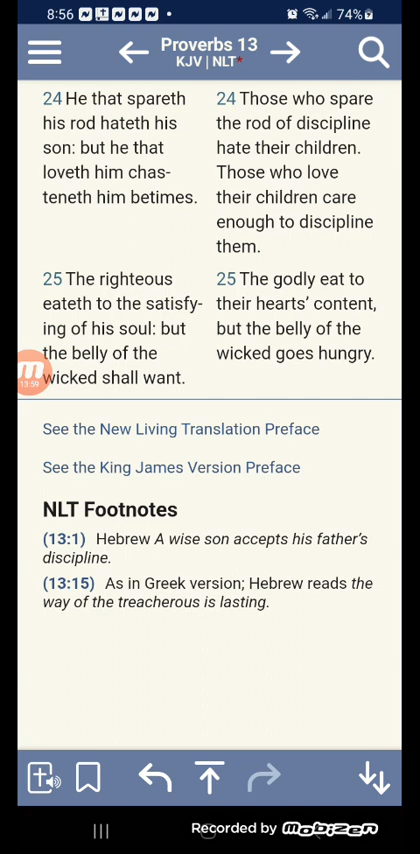 8:56
74%
Proverbs 13
KJV | NLT*
24 He that spareth
his rod hateth his
son: but he that
loveth him chas-
teneth him betimes.
24 Those who spare
the rod of discipline
hate their children.
Those who love
their children care
enough to discipline
them.
25 The righteous
eateth to the satisfy-
ing of his soul: but
the belly of the
wicked shall want.
25 The godly eat to
their hearts' content,
but the belly of the
wicked goes hungry.
13:59
See the New Living Translation Preface
See the King James Version Preface
NLT Footnotes
(13:1) Hebrew A wise son accepts his father's
discipline.
(13:15) As in Greek version; Hebrew reads the
way of the treacherous is lasting.
Recorded by Mobizen